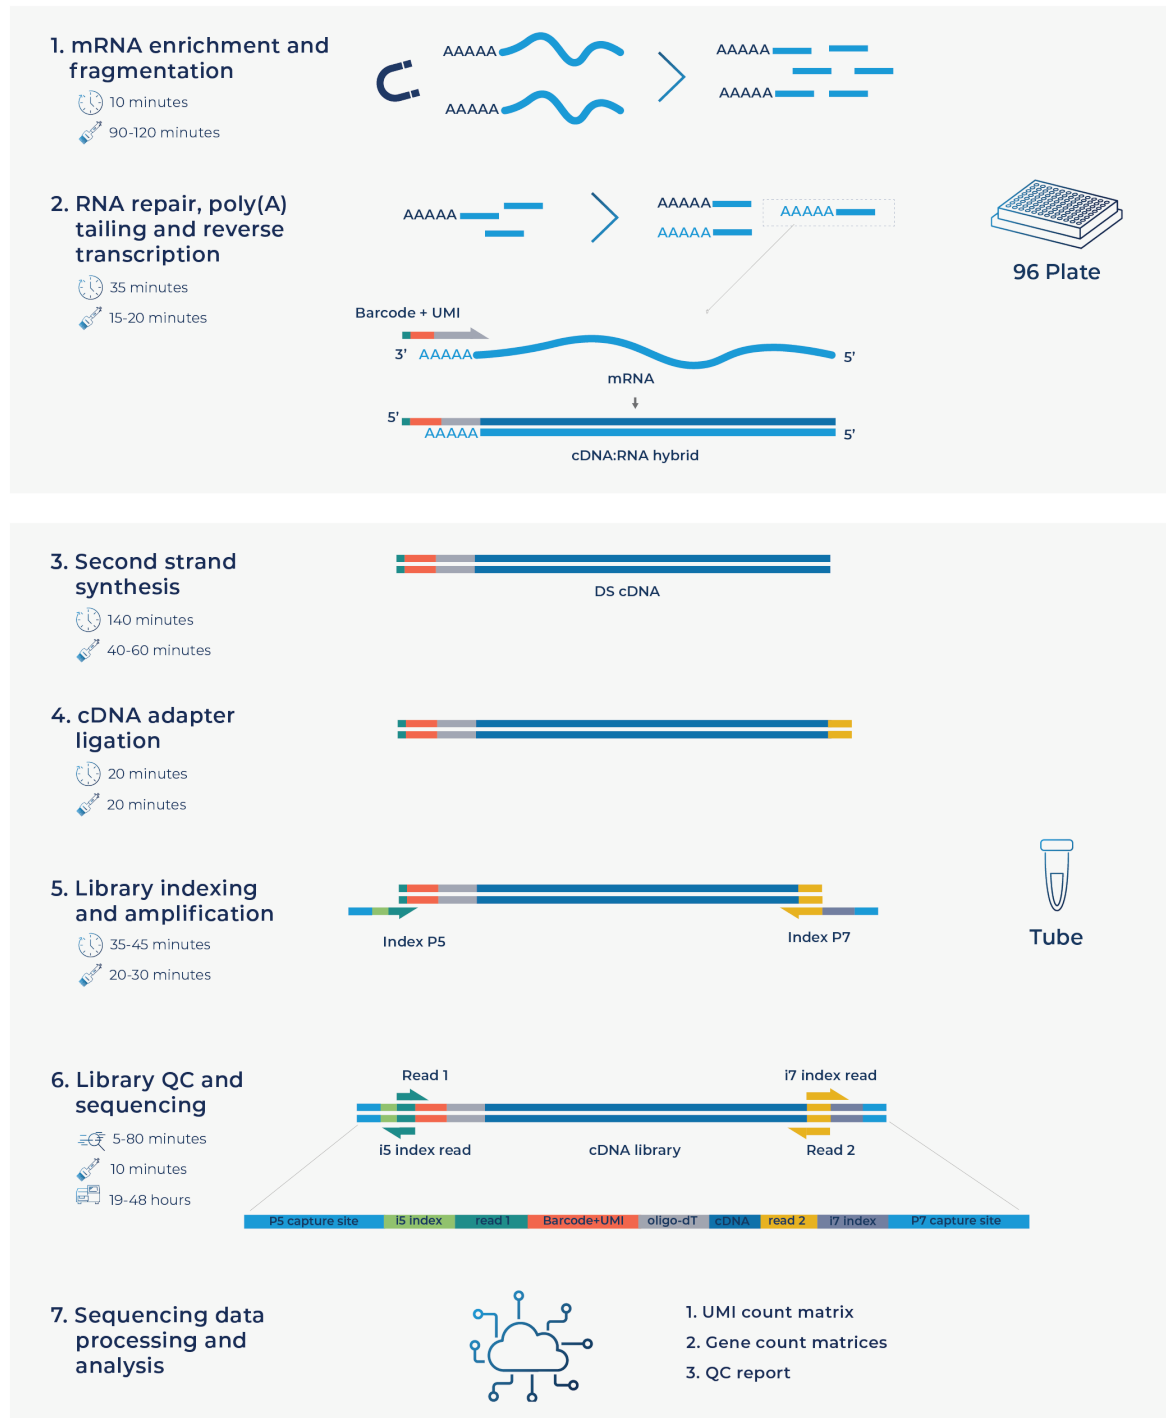 1. mRNA enrichment and
fragmentation
10 minutes
90-120 minutes
AAAAA
AAAAA
AAAAA
AAAAA
2. RNA repair, poly(A)
tailing and reverse
transcription
35 minutes
15-20 minutes
AAAAA
AAAAA
AAAAA
AAAAA
96 Plate
Barcode + UMI
3’ AAAAA 5’
mRNA
5’
AAAAA 5’
cDNA:RNA hybrid
3. Second strand
synthesis
140 minutes
40-60 minutes
DS cDNA
4. cDNA adapter
ligation
20 minutes
20 minutes
5. Library indexing
and amplification
35-45 minutes
20-30 minutes
Index P5
Index P7
Tube
6. Library QC and
sequencing
5-80 minutes
10 minutes
19-48 hours
Read 1
i7 index read
i5 index read
cDNA library
Read 2
P5 capture site i5 index read 1 Barcode+UMI oligo-dT cDNA read 2 i7 index P7 capture site
7. Sequencing data
processing and
analysis
1. UMI count matrix
2. Gene count matrices
3. QC report